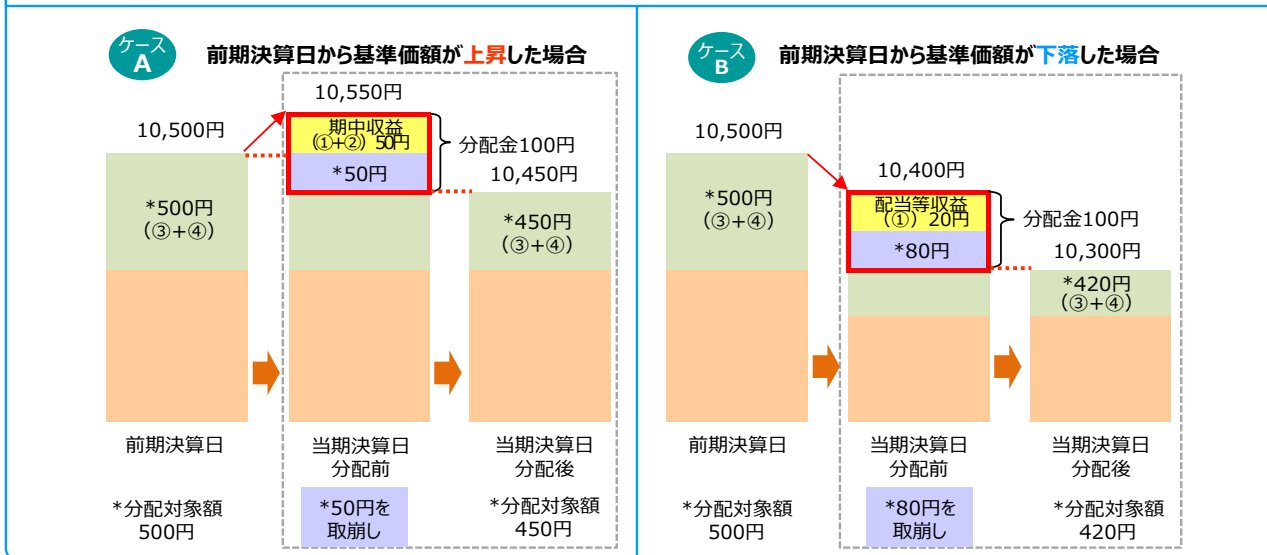 ケース
A
前期決算日から基準価額が上昇した場合
10,550円
10,500円
期中収益
(①+②) 50円
分配金100円
*50円
10,450円
*500円
(③+④)
*450円
(③+④)
前期決算日
当期決算日
分配前
当期決算日
分配後
*分配対象額
500円
*50円を
取崩し
*分配対象額
450円
ケース
B
前期決算日から基準価額が下落した場合
10,500円
10,400円
配当等収益
(①) 20円
分配金100円
*500円
(③+④)
*80円
10,300円
*420円
(③+④)
前期決算日
当期決算日
分配前
当期決算日
分配後
*分配対象額
500円
*80円を
取崩し
*分配対象額
420円